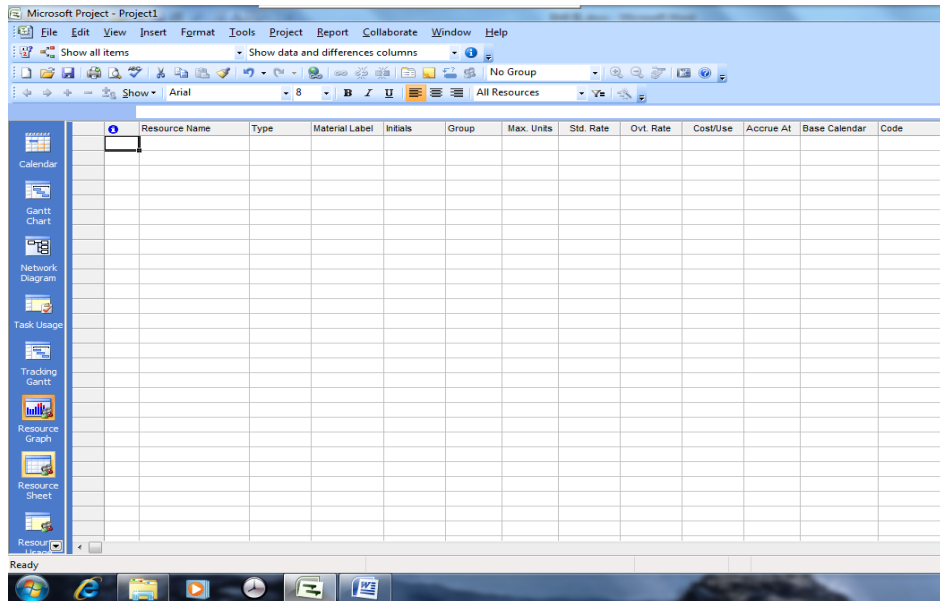 Microsoft Project - Project1
File Edit View Insert Format Tools Project Report Collaborate Window Help
Show all items Show data and differences columns
No Group
Show Arial 8 B I U All Resources
Resource Name Type Material Label Initials Group Max. Units Std. Rate Ovt. Rate Cost/Use Accrue At Base Calendar Code
Calendar
Gantt
Chart
Network
Diagram
Task Usage
Tracking
Gantt
Resource
Graph
Resource
Sheet
Ready